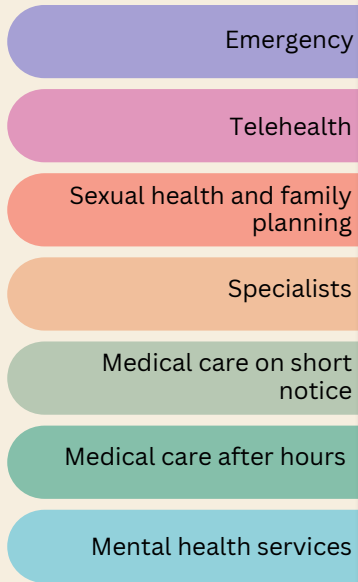 Emergency
Telehealth
Sexual health and family
planning
Specialists
Medical care on short
notice
Medical care after hours
Mental health services